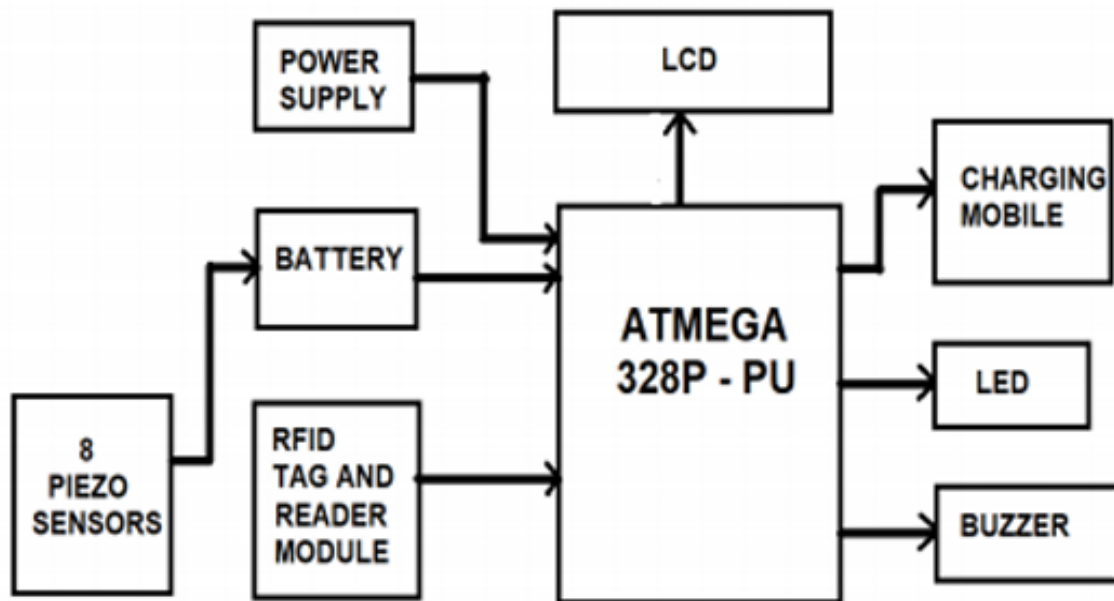 POWER
SUPPLY
LCD
CHARGING
MOBILE
BATTERY
ATMEGA
328P - PU
LED
8
PIEZO
SENSORS
RFID
TAG AND
READER
MODULE
BUZZER